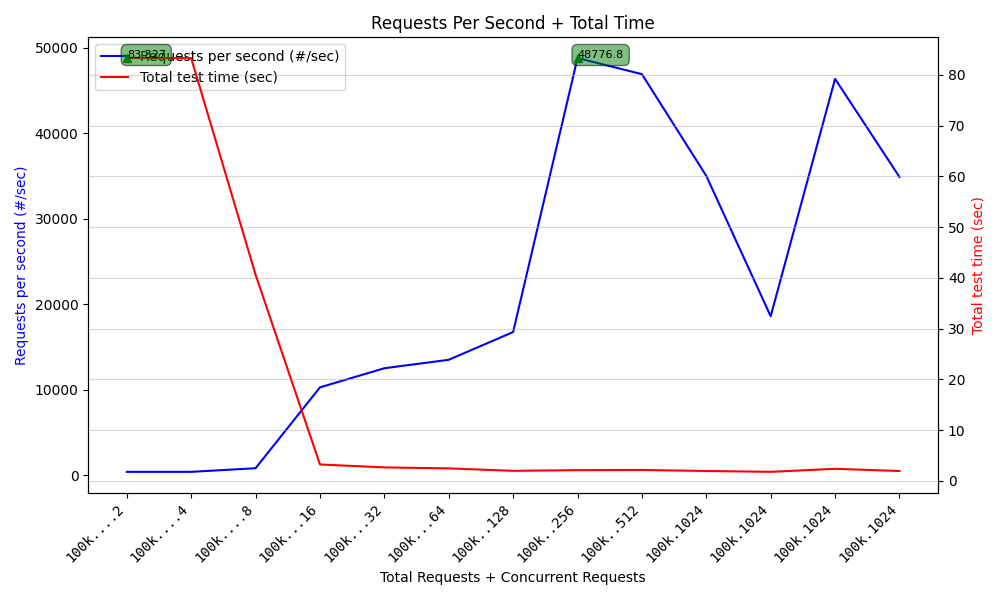 Requests Per Second + Total Time
83.327
48776.8
Requests per second (#/sec)
Total test time (sec)
50000
40000
30000
20000
10000
0
Requests per second (#/sec)
80
70
60
50
40
30
20
10
0
Total test time (sec)
100k....2
100k....4
100k....8
100k...16
100k...32
100k...64
100k..128
100k..256
100k..512
100k.1024
100k.1024
100k.1024
100k.1024
Total Requests + Concurrent Requests